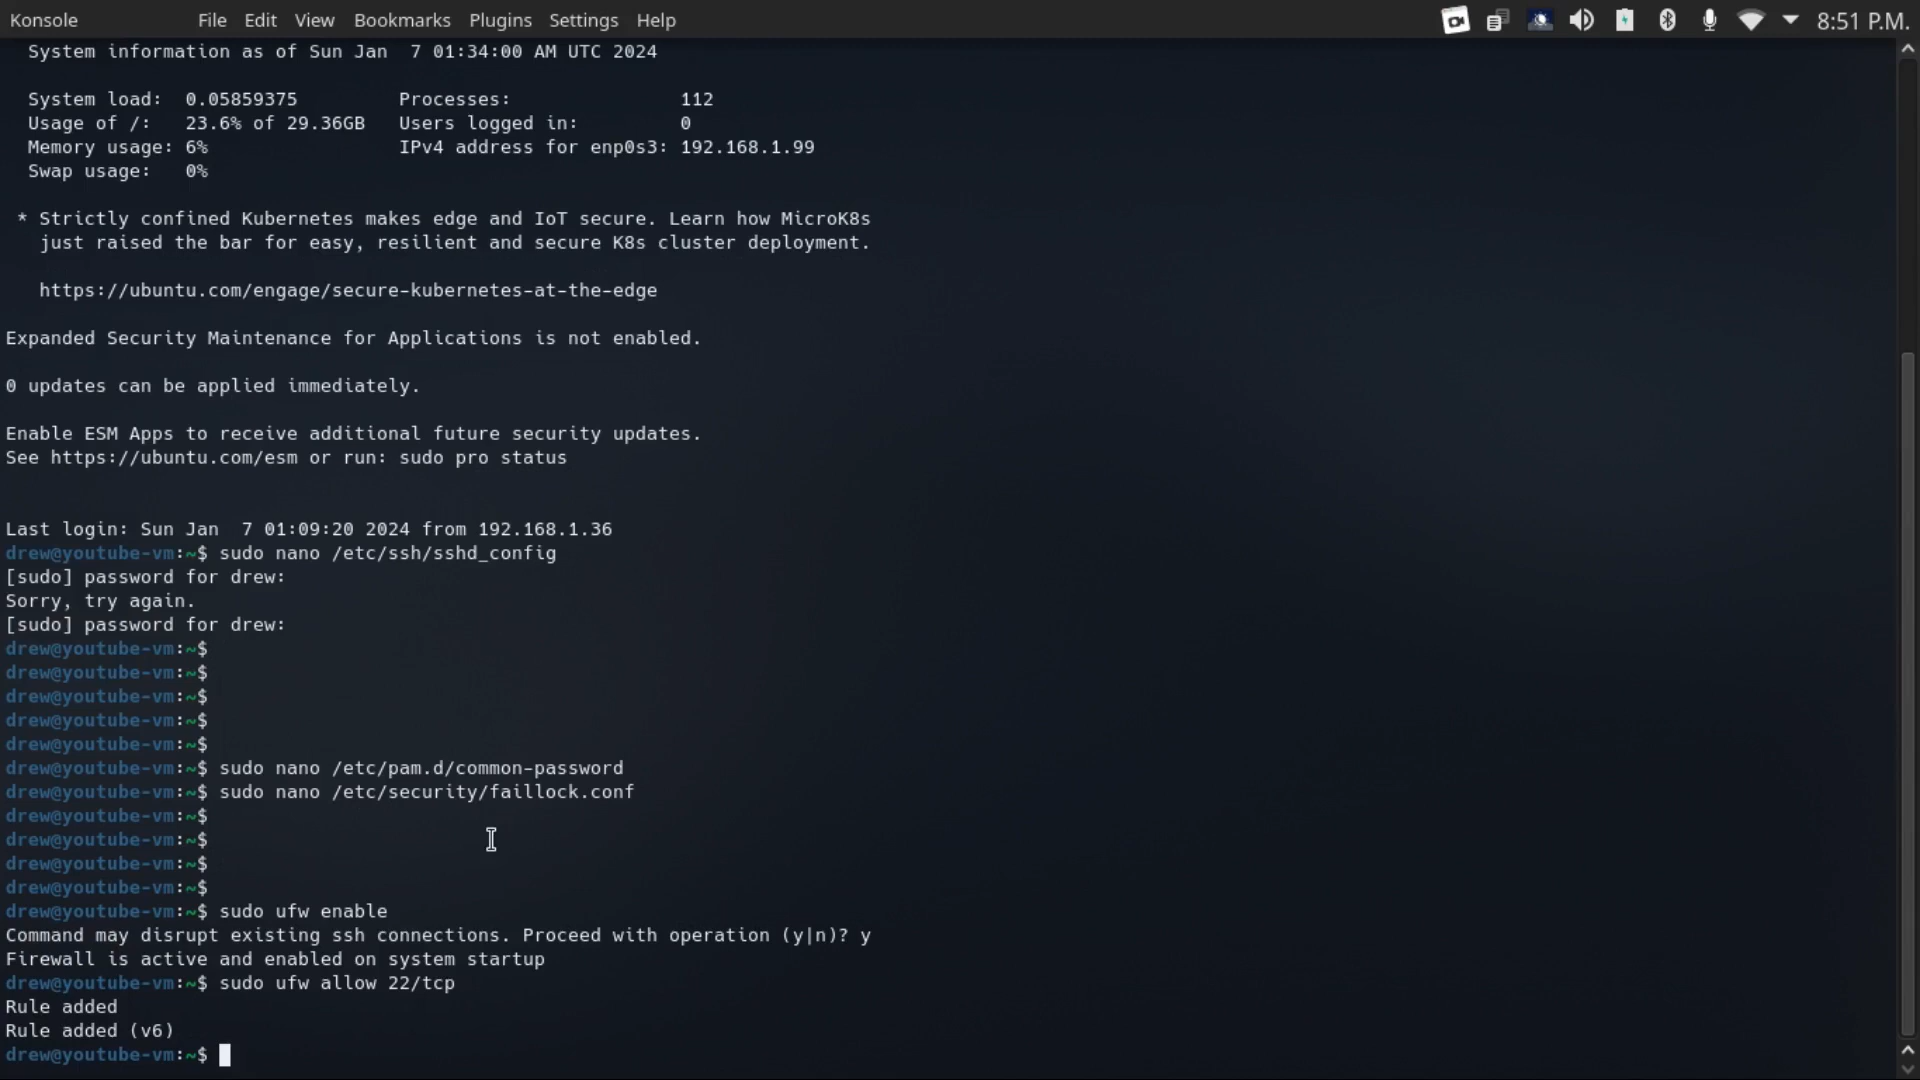 Konsole File Edit View Bookmarks Plugins Settings Help 8:51 P.M.
System information as of Sun Jan  7 01:34:00 AM UTC 2024
System load:  0.05859375         Processes:               112
Usage of /:   23.6% of 29.36GB   Users logged in:         0
Memory usage: 6%                 IPv4 address for enp0s3: 192.168.1.99
Swap usage:   0%
* Strictly confined Kubernetes makes edge and IoT secure. Learn how MicroK8s
just raised the bar for easy, resilient and secure K8s cluster deployment.
https://ubuntu.com/engage/secure-kubernetes-at-the-edge
Expanded Security Maintenance for Applications is not enabled.
0 updates can be applied immediately.
Enable ESM Apps to receive additional future security updates.
See https://ubuntu.com/esm or run: sudo pro status
Last login: Sun Jan  7 01:09:20 2024 from 192.168.1.36
drew@youtube-vm:~$ sudo nano /etc/ssh/sshd_config
[sudo] password for drew:
Sorry, try again.
[sudo] password for drew:
drew@youtube-vm:~$
drew@youtube-vm:~$
drew@youtube-vm:~$
drew@youtube-vm:~$
drew@youtube-vm:~$
drew@youtube-vm:~$ sudo nano /etc/pam.d/common-password
drew@youtube-vm:~$ sudo nano /etc/security/faillock.conf
drew@youtube-vm:~$
drew@youtube-vm:~$
drew@youtube-vm:~$
drew@youtube-vm:~$
drew@youtube-vm:~$ sudo ufw enable
Command may disrupt existing ssh connections. Proceed with operation (y|n)? y
Firewall is active and enabled on system startup
drew@youtube-vm:~$ sudo ufw allow 22/tcp
Rule added
Rule added (v6)
drew@youtube-vm:~$